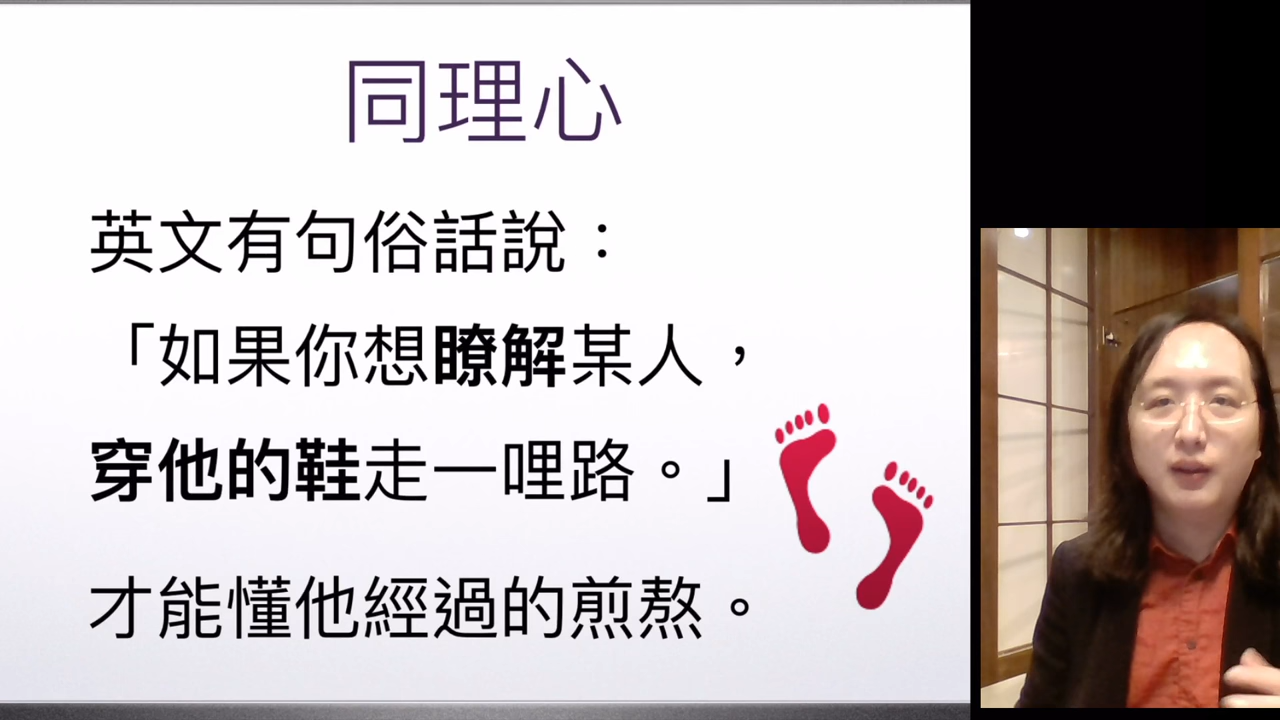 同理心
英文有句俗話說：
「如果你想瞭解某人，
穿他的鞋走一哩路。」
才能懂他經過的煎熬。